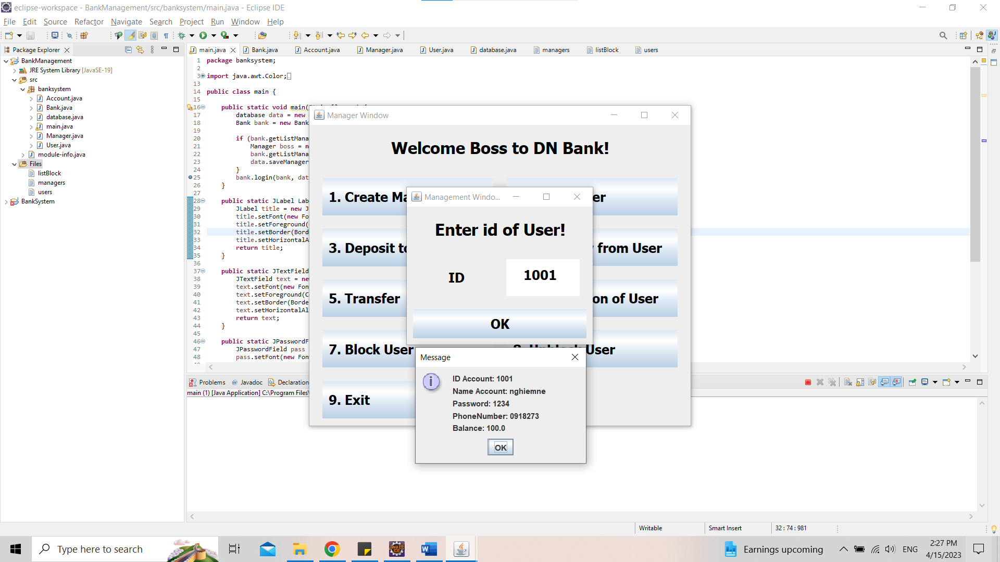 eclipse-workspace - BankManagement/src/banksystem/main.java - Eclipse IDE
File Edit Source Refactor Navigate Search Project Run Window Help
Package Explorer
BankManagement
JRE System Library [JavaSE-19]
src
banksystem
Account.java
Bank.java
database.java
main.java
Manager.java
User.java
module-info.java
Files
listBlock
managers
users
BankSystem
main.java Bank.java Account.java Manager.java User.java database.java managers listBlock users
1 package banksystem;
2
3 import java.awt.Color;
13
14 public class main {
15
16 public static void main(
17 database data = new
18 Bank bank = new Bank
19
20 if (bank.getListMana
21 Manager boss = n
22 bank.getListMana
23 data.saveManager
24 }
25 bank.login(bank, dat
26 }
27
28 public static JLabel Lab
29 JLabel title = new J
30 title.setFont(new Fo
31 title.setForeground(
32 title.setBorder(Bord
33 title.setHorizontalA
34 return title;
35 }
36
37 public static JTextField
38 JTextField text = new
39 text.setFont(new Fon
40 text.setForeground(C
41 text.setBorder(Borde
42 text.setHorizontalAl
43 return text;
44 }
45
46 public static JPasswordF
47 JPasswordField pass
48 pass.setFont(new Fon
Manager Window
Welcome Boss to DN Bank!
1. Create Ma
er
3. Deposit to
from User
5. Transfer
on of User
7. Block User
8. Unblock User
9. Exit
Management Windo...
Enter id of User!
ID 1001
OK
Message
ID Account: 1001
Name Account: nghiemne
Password: 1234
PhoneNumber: 0918273
Balance: 100.0
OK
Problems Javadoc Declaration
main (1) [Java Application] C:\Program Files\
Writable Smart Insert 32 : 74 : 981
Type here to search
Java EE
IDE
Earnings upcoming
ENG
2:27 PM
4/15/2023